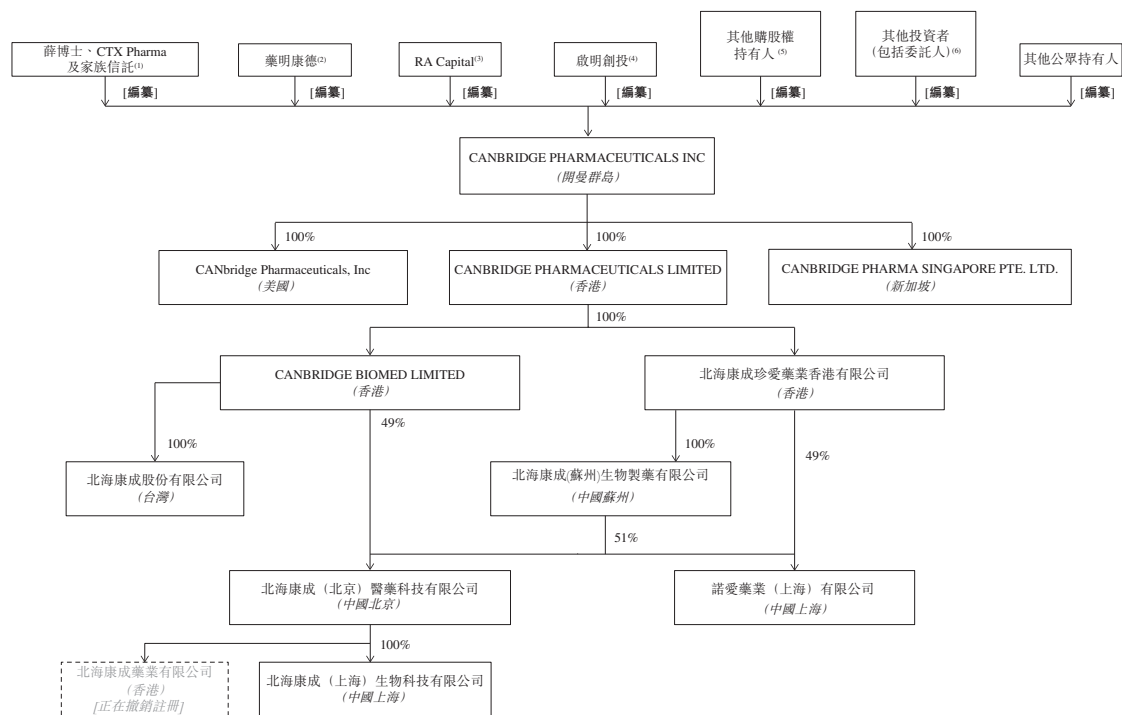 薛博士、CTX Pharma
及家族信託(1)
藥明康德(2)
RA Capital(3)
啟明創投(4)
其他購股權
持有人(5)
其他投資者
(包括委託人)(6)
其他公眾持有人
[編纂]
[編纂]
[編纂]
[編纂]
[編纂]
[編纂]
[編纂]
CANBRIDGE PHARMACEUTICALS INC
(開曼群島)
100%
100%
100%
CANbridge Pharmaceuticals, Inc
(美國)
CANBRIDGE PHARMACEUTICALS LIMITED
(香港)
CANBRIDGE PHARMA SINGAPORE PTE. LTD.
(新加坡)
100%
CANBRIDGE BIOMED LIMITED
(香港)
北海康成珍愛藥業香港有限公司
(香港)
49%
100%
100%
49%
北海康成股份有限公司
(台灣)
北海康成(蘇州)生物製藥有限公司
(中國蘇州)
51%
北海康成（北京）醫藥科技有限公司
(中國北京)
諾愛藥業（上海）有限公司
(中國上海)
100%
北海康成藥業有限公司
(香港)
[正在撤銷註冊]
北海康成（上海）生物科技有限公司
(中國上海)